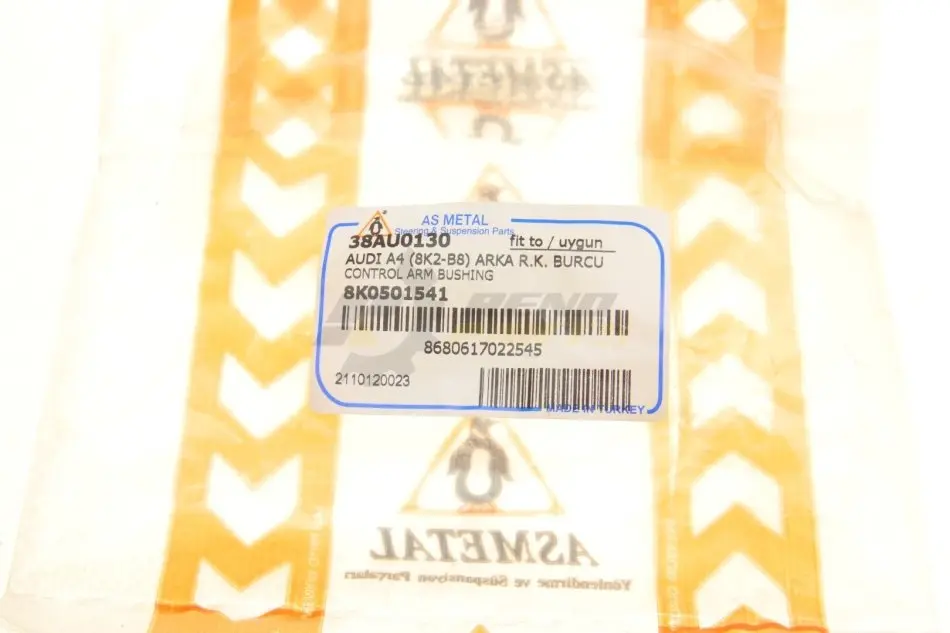 ASMETAL
AS METAL
Steering & Suspension Parts
38AU0130 fit to / uygun
AUDI A4 (8K2-B8) ARKA R.K. BURCU
CONTROL ARM BUSHING
8K0501541
8680617022545
2110120023
MADE IN TURKEY
ASMETAL
Yönlendirme ve Süspansiyon Parçaları